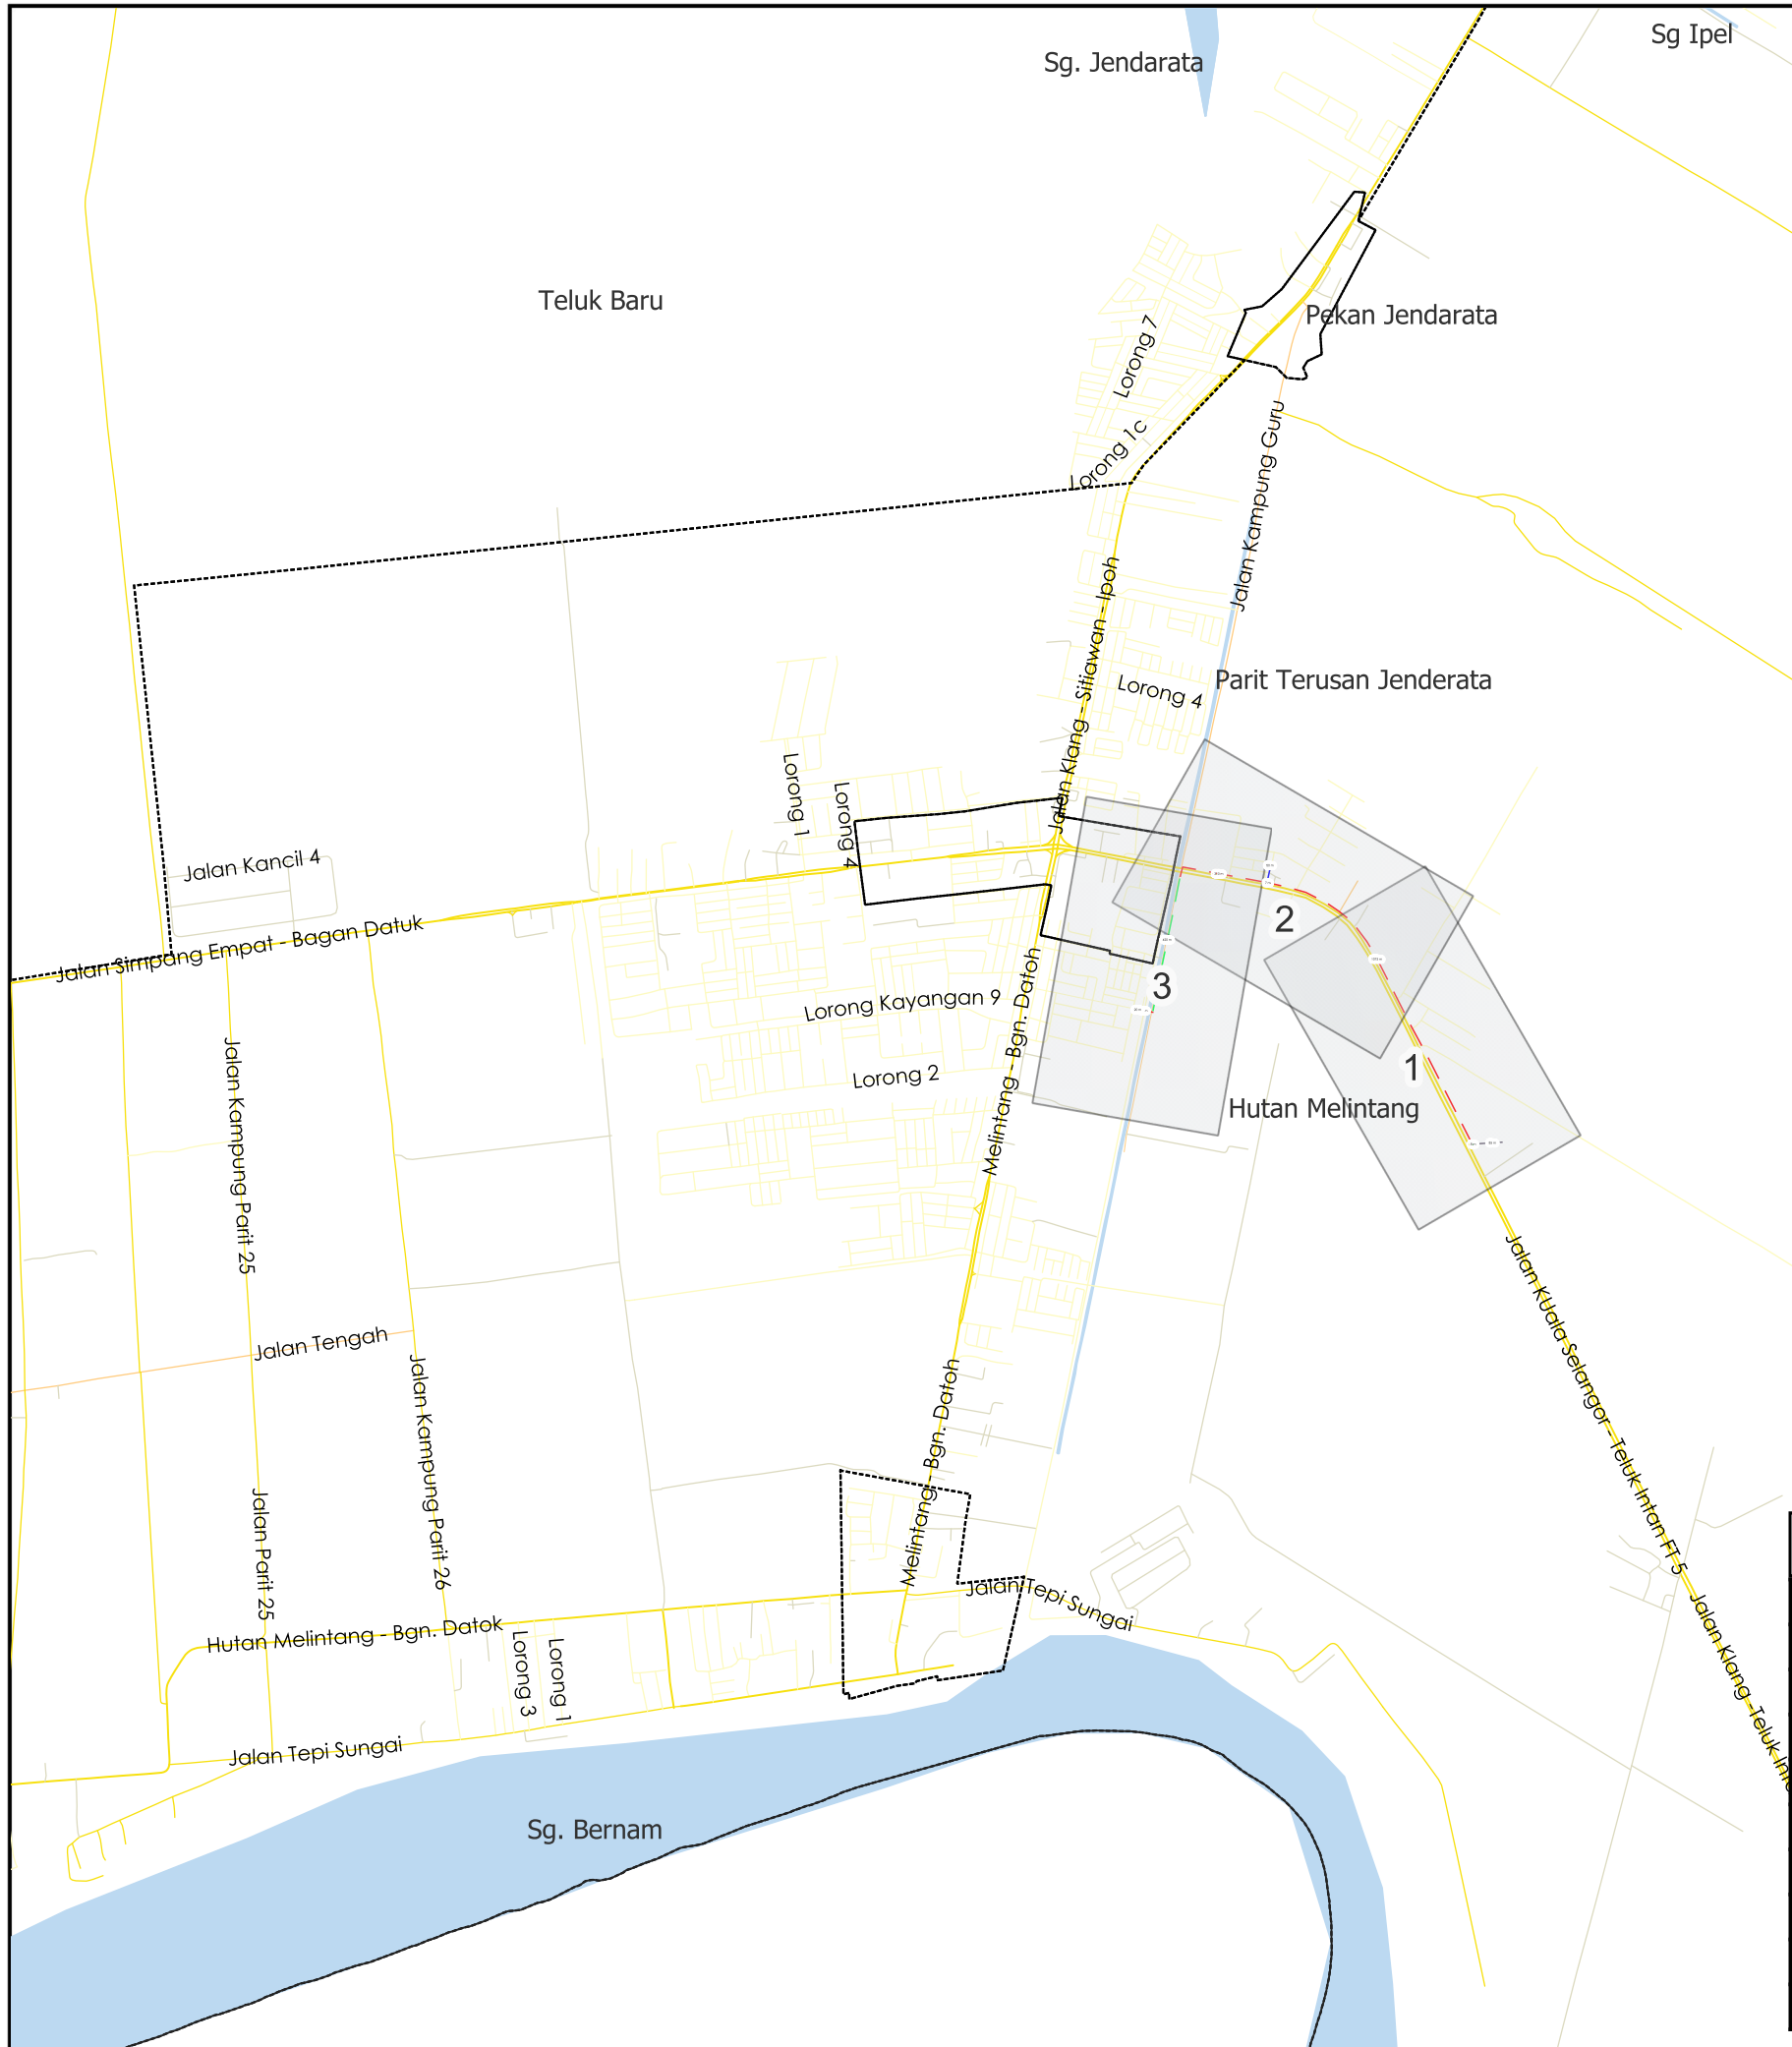 Sg Ipel
Sg. Jendarata
Teluk Baru
Pekan Jendarata
Lorong 7
Lorong 1c
Jalan Kampung Guru
Jalan Klang - Sitiawan - Ipoh
Parit Terusan Jenderata
Lorong 4
Lorong 1
Lorong 4
Jalan Kancil 4
Jalan Simpang Empat - Bagan Datuk
2
3
Lorong Kayangan 9
Melintang - Bgn. Datoh
1
Lorong 2
Hutan Melintang
Jalan Kampung Parit 25
Jalan KUala Selangor - Teluk Intan FT 5
Jalan Tengah
Jalan Kampung Parit 26
Melintang - Bgn. Datoh
Jalan Parit 25
Jalan Tepi Sungai
Jalan Klang -Teluk Inta
Hutan Melintang - Bgn. Datok
Lorong 3
Lorong 1
Jalan Tepi Sungai
Sg. Bernam